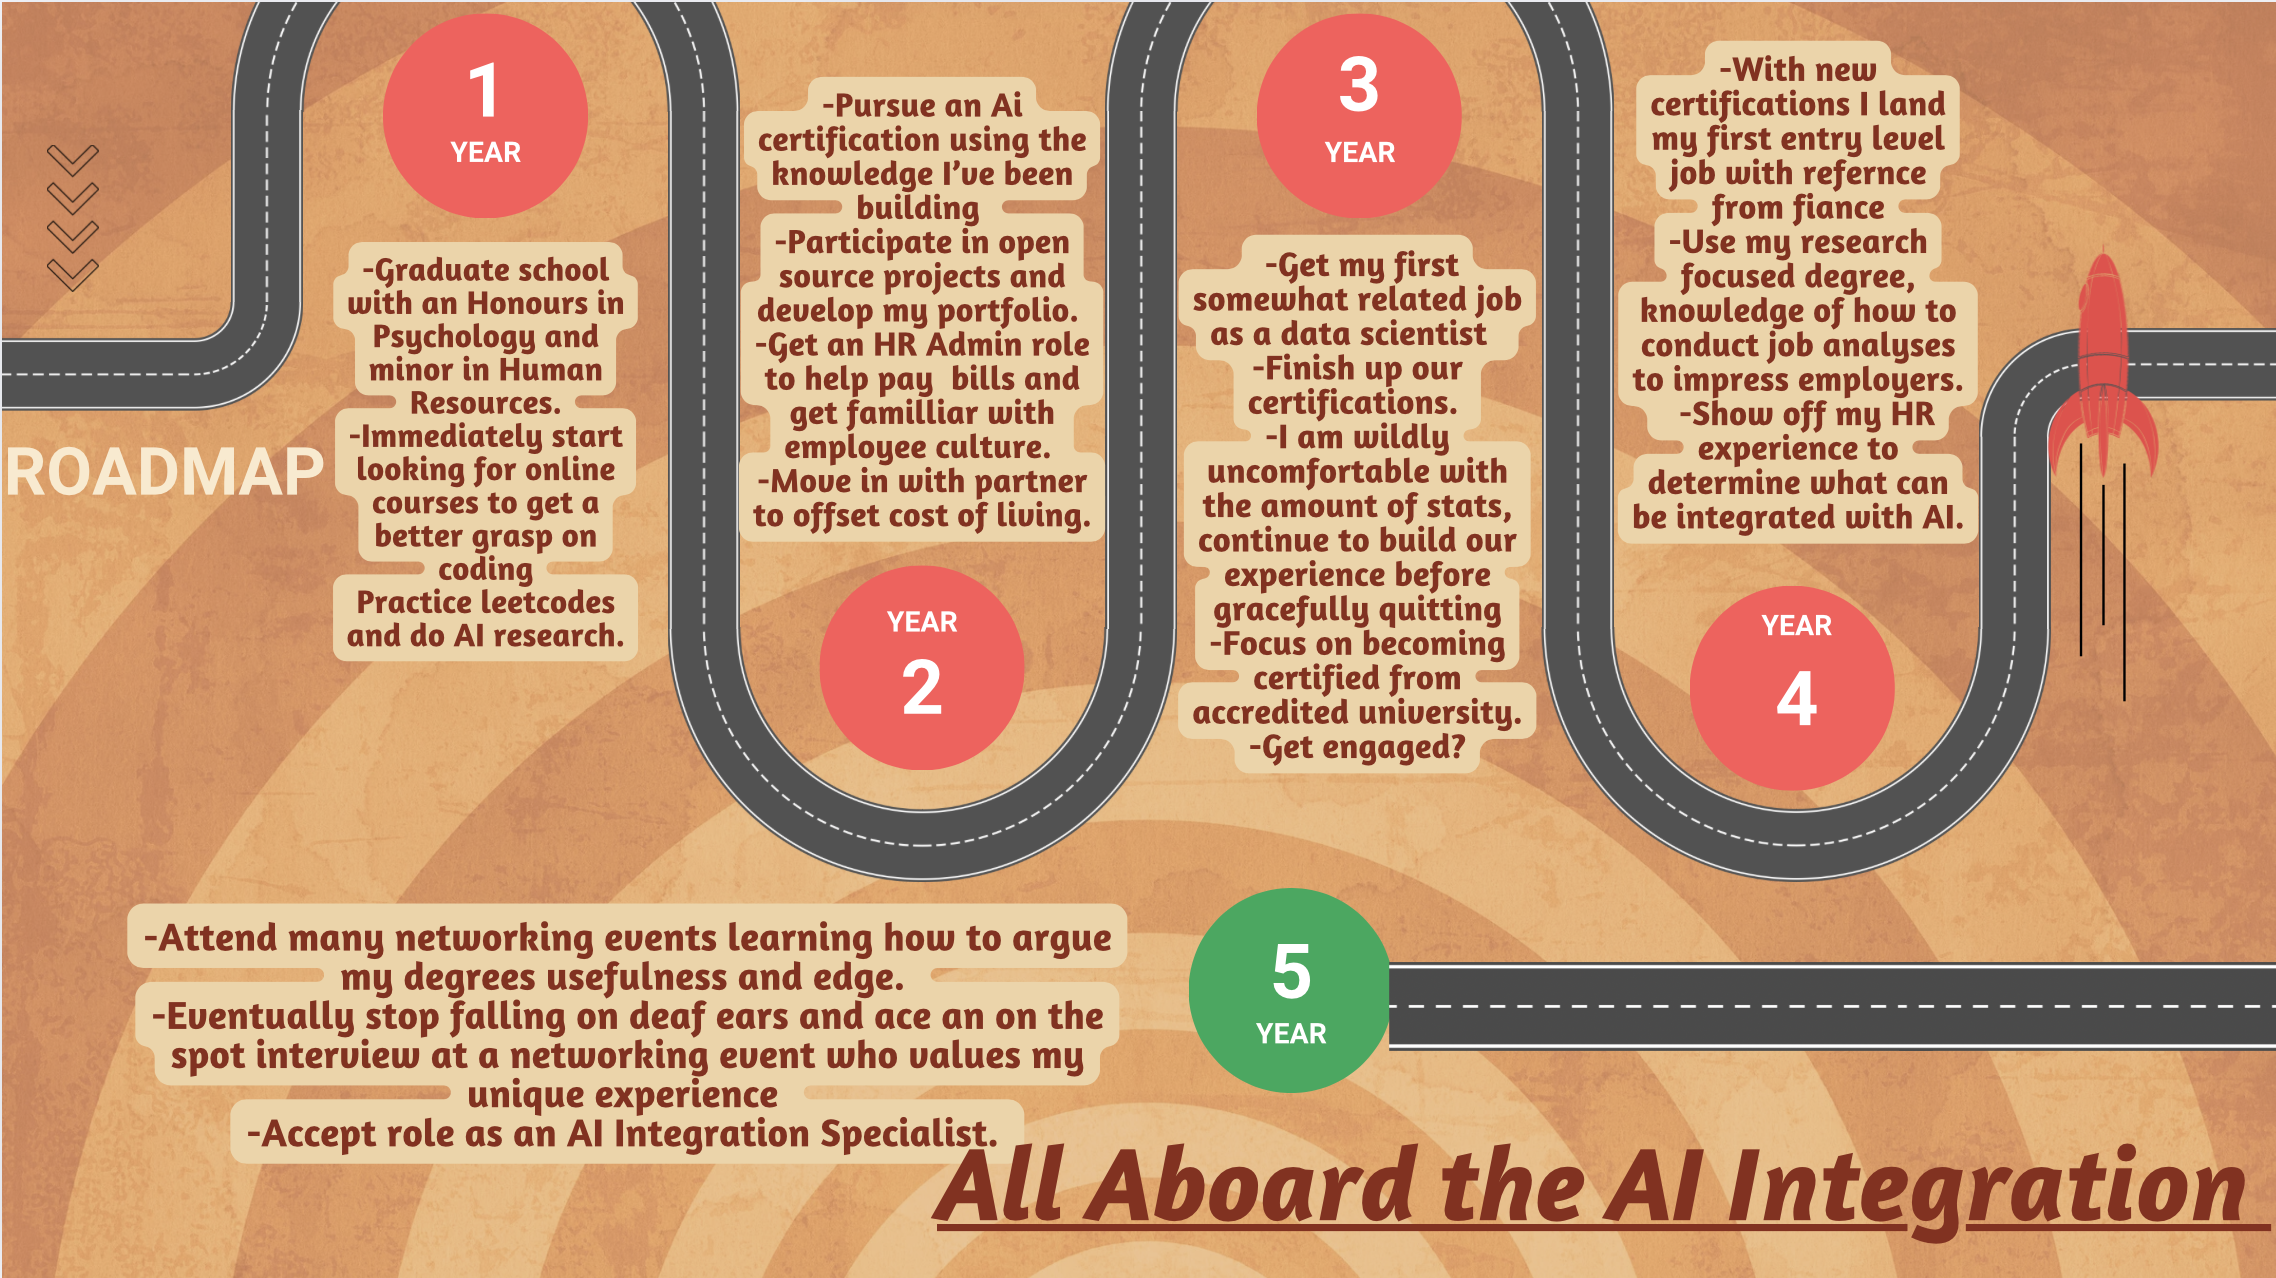 ROADMAP
1
YEAR
-Graduate school
with an Honours in
Psychology and
minor in Human
Resources.
-Immediately start
looking for online
courses to get a
better grasp on
coding
Practice leetcodes
and do AI research.
-Pursue an Ai
certification using the
knowledge I've been
building
-Participate in open
source projects and
develop my portfolio.
-Get an HR Admin role
to help pay  bills and
get familliar with
employee culture.
-Move in with partner
to offset cost of living.
YEAR
2
3
YEAR
-Get my first
somewhat related job
as a data scientist
-Finish up our
certifications.
-I am wildly
uncomfortable with
the amount of stats,
continue to build our
experience before
gracefully quitting
-Focus on becoming
certified from
accredited university.
-Get engaged?
-With new
certifications I land
my first entry level
job with refernce
from fiance
-Use my research
focused degree,
knowledge of how to
conduct job analyses
to impress employers.
-Show off my HR
experience to
determine what can
be integrated with AI.
YEAR
4
-Attend many networking events learning how to argue
my degrees usefulness and edge.
-Eventually stop falling on deaf ears and ace an on the
spot interview at a networking event who values my
unique experience
-Accept role as an AI Integration Specialist.
5
YEAR
All Aboard the AI Integration